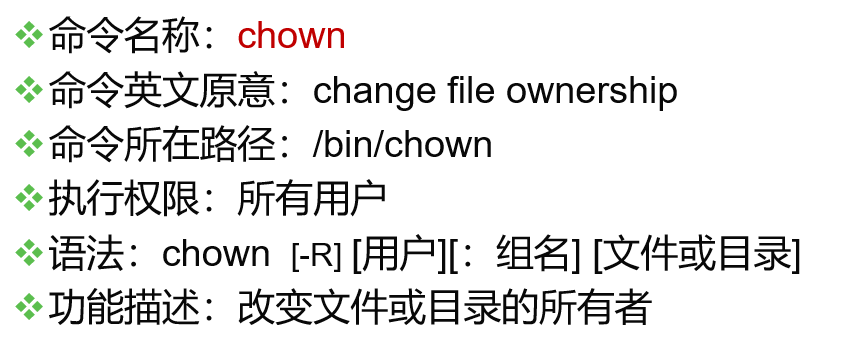 ❖命令名称：chown
❖命令英文原意：change file ownership
❖命令所在路径：/bin/chown
❖执行权限：所有用户
❖语法：chown [-R] [用户][：组名] [文件或目录]
❖功能描述：改变文件或目录的所有者